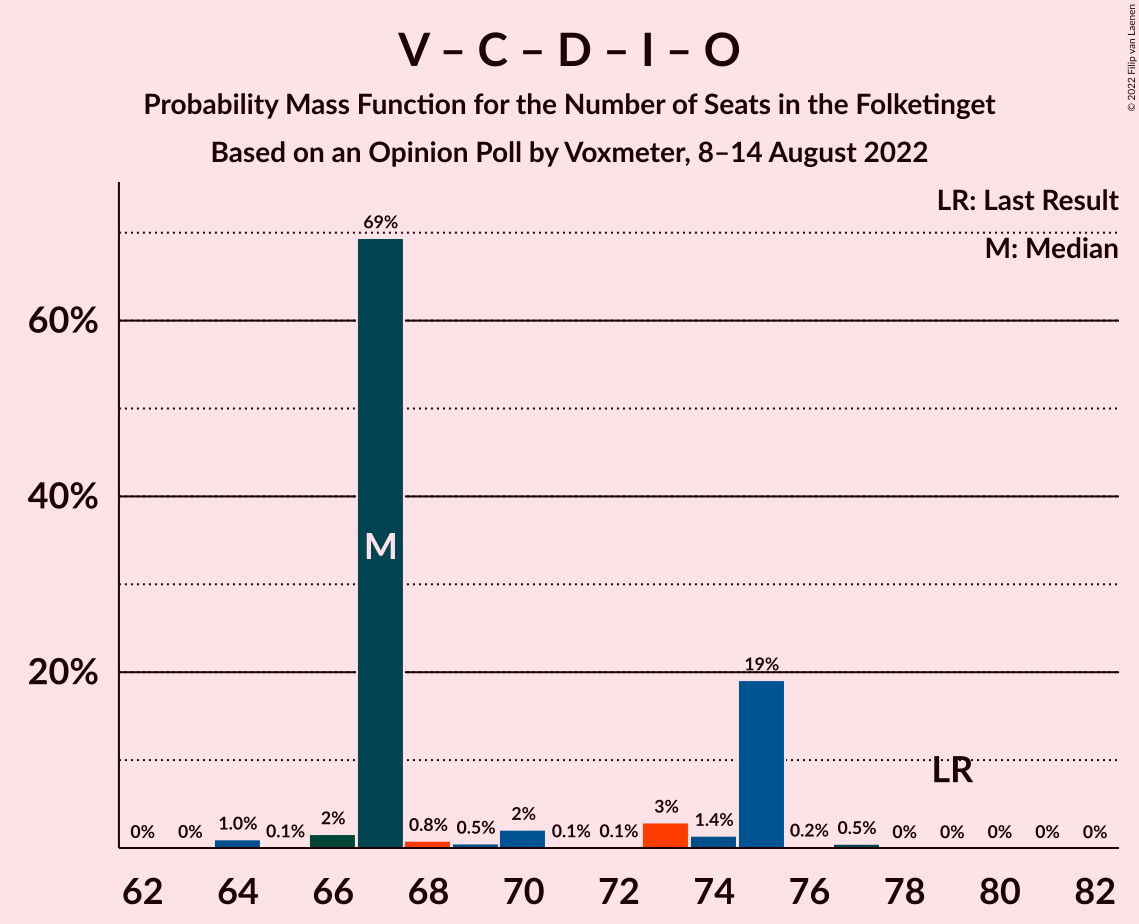 V – C – D – I – O
Probability Mass Function for the Number of Seats in the Folketinget
Based on an Opinion Poll by Voxmeter, 8–14 August 2022
© 2022 Filip van Laenen
LR: Last Result
M: Median
60%
40%
20%
0%
0%
1.0%
0.1%
2%
69%
0.8%
0.5%
2%
0.1%
0.1%
3%
1.4%
19%
0.2%
0.5%
0%
0%
0%
0%
0%
M
LR
62 64 66 68 70 72 74 76 78 80 82